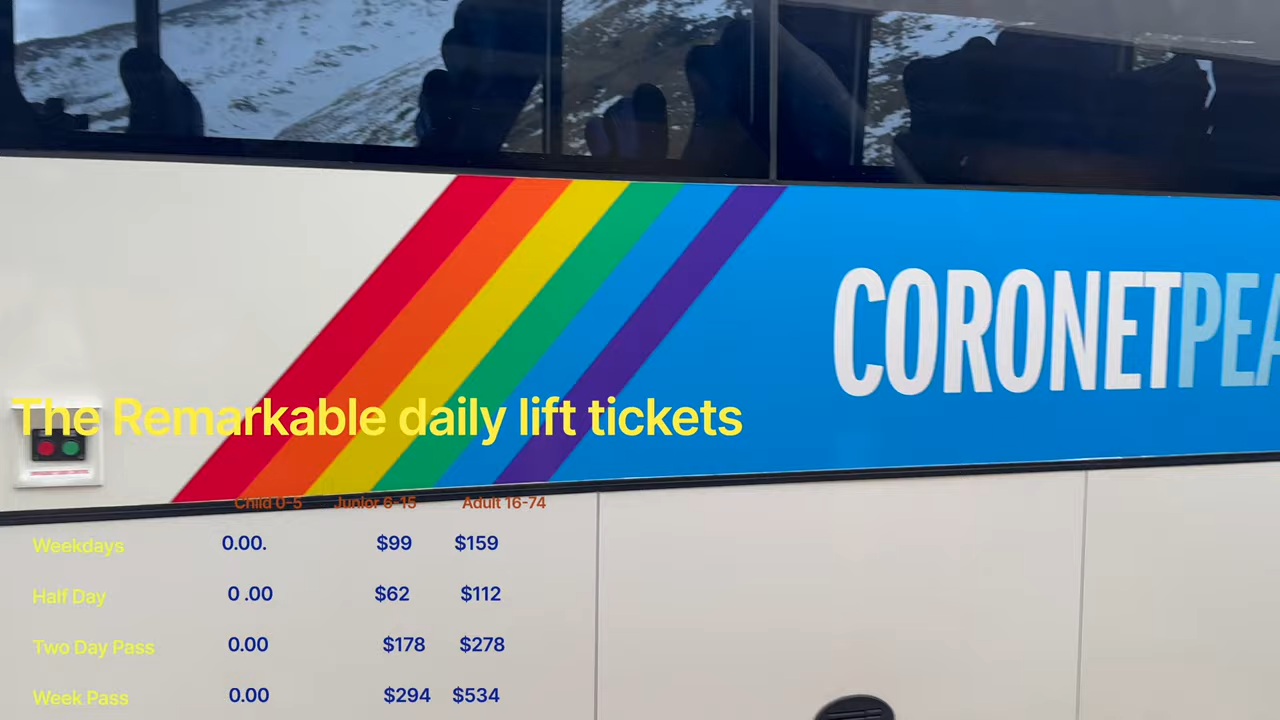 CORONETPEA
The Remarkable daily lift tickets
Child 0-5 Junior 6-15 Adult 16-74
Weekdays 0.00. $99 $159
Half Day 0 .00 $62 $112
Two Day Pass 0.00 $178 $278
Week Pass 0.00 $294 $534